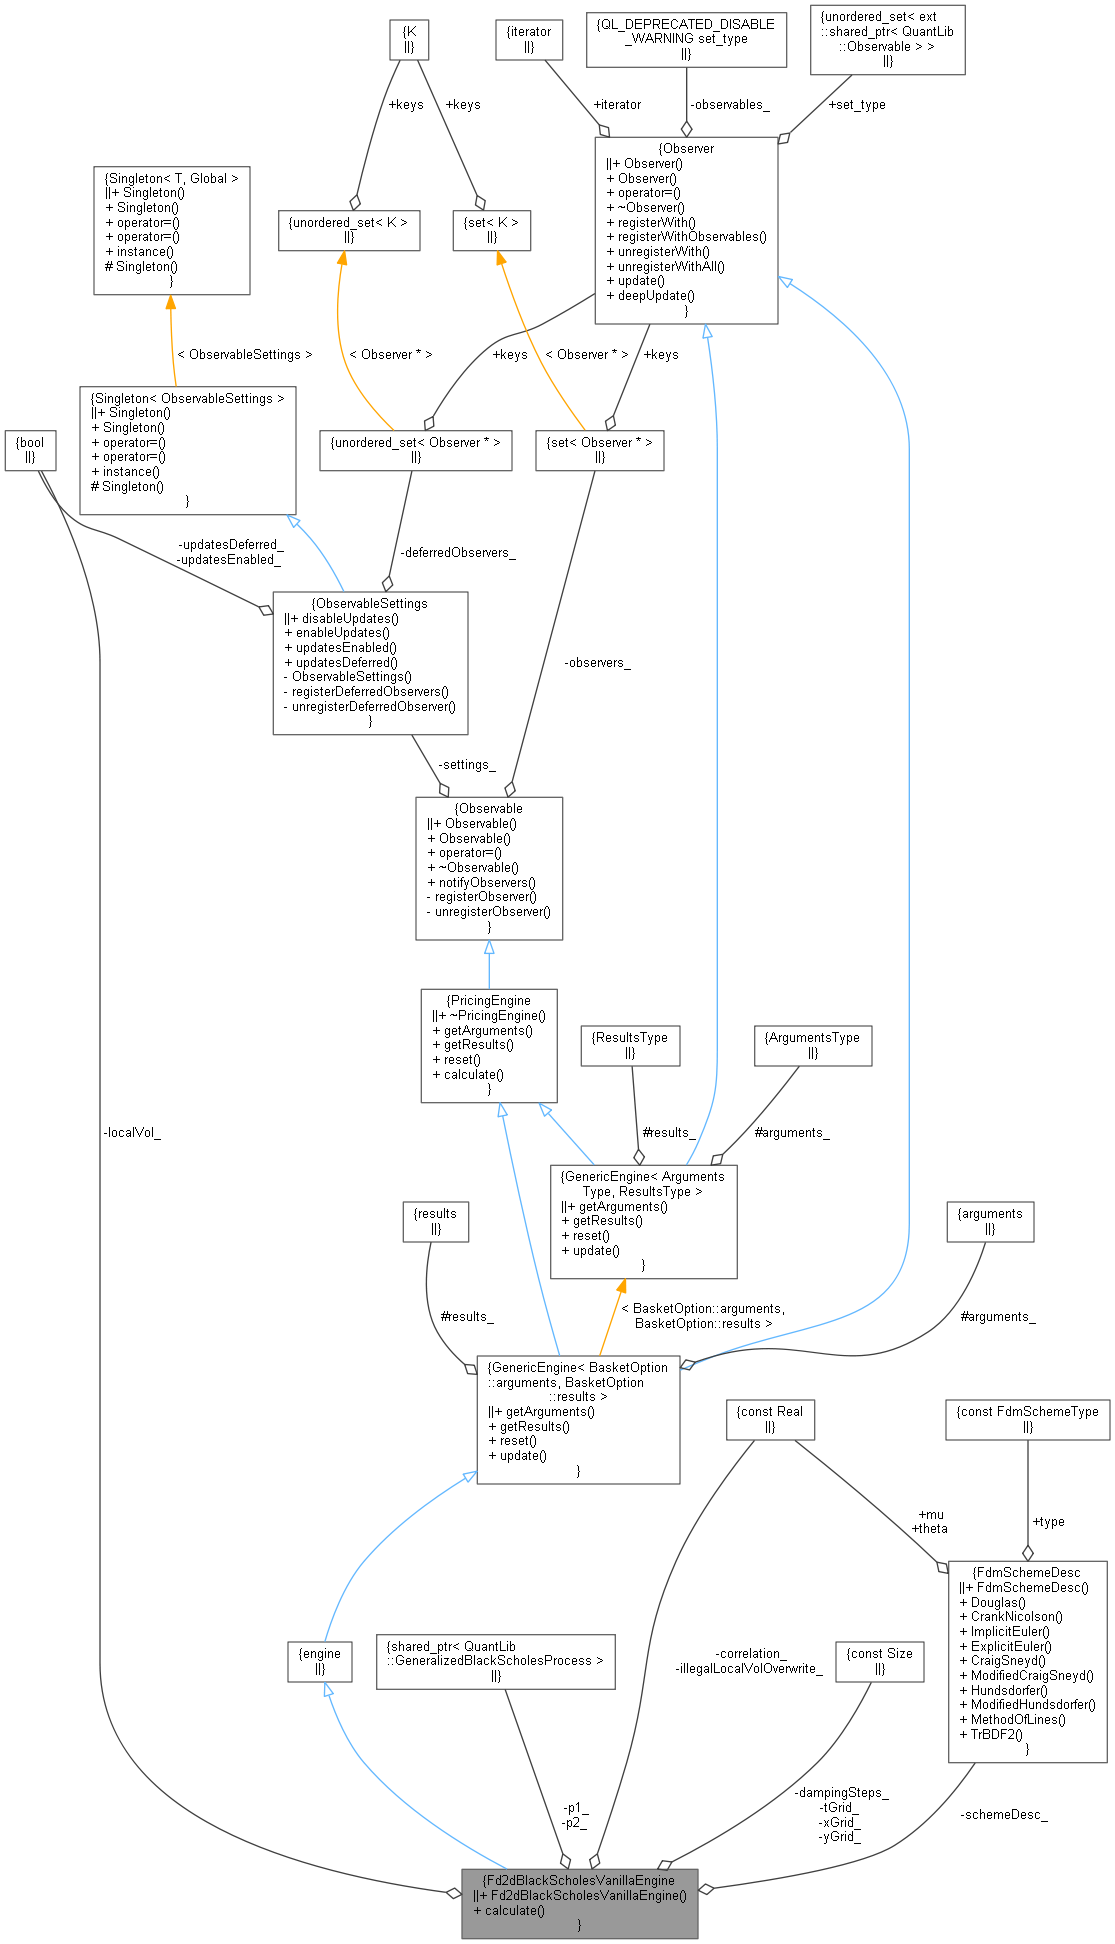 {K
||}
{iterator
||}
{QL_DEPRECATED_DISABLE
_WARNING set_type
||}
{unordered_set< ext
::shared_ptr< QuantLib
::Observable > >
||}
+keys
+keys
+iterator
-observables_
+set_type
{Observer
||+ Observer()
+ Observer()
+ operator=()
+ ~Observer()
+ registerWith()
+ registerWithObservables()
+ unregisterWith()
+ unregisterWithAll()
+ update()
+ deepUpdate()
}
{Singleton< T, Global >
||+ Singleton()
+ Singleton()
+ operator=()
+ operator=()
+ instance()
# Singleton()
}
{unordered_set< K >
||}
{set< K >
||}
< ObservableSettings >
< Observer * >
+keys
< Observer * >
+keys
{Singleton< ObservableSettings >
||+ Singleton()
+ Singleton()
+ operator=()
+ operator=()
+ instance()
# Singleton()
}
{bool
||}
{unordered_set< Observer * >
||}
{set< Observer * >
||}
-updatesDeferred_
-updatesEnabled_
-deferredObservers_
{ObservableSettings
||+ disableUpdates()
+ enableUpdates()
+ updatesEnabled()
+ updatesDeferred()
- ObservableSettings()
- registerDeferredObservers()
- unregisterDeferredObserver()
}
-observers_
-settings_
{Observable
||+ Observable()
+ Observable()
+ operator=()
+ ~Observable()
+ notifyObservers()
- registerObserver()
- unregisterObserver()
}
{PricingEngine
||+ ~PricingEngine()
+ getArguments()
+ getResults()
+ reset()
+ calculate()
}
{ResultsType
||}
{ArgumentsType
||}
-localVol_
#results_
#arguments_
{GenericEngine< Arguments
Type, ResultsType >
||+ getArguments()
+ getResults()
+ reset()
+ update()
}
{results
||}
{arguments
||}
#results_
< BasketOption::arguments,
BasketOption::results >
#arguments_
{GenericEngine< BasketOption
::arguments, BasketOption
::results >
||+ getArguments()
+ getResults()
+ reset()
+ update()
}
{const Real
||}
{const FdmSchemeType
||}
+mu
+theta
+type
{FdmSchemeDesc
||+ FdmSchemeDesc()
+ Douglas()
+ CrankNicolson()
+ ImplicitEuler()
+ ExplicitEuler()
+ CraigSneyd()
+ ModifiedCraigSneyd()
+ Hundsdorfer()
+ ModifiedHundsdorfer()
+ MethodOfLines()
+ TrBDF2()
}
{engine
||}
{shared_ptr< QuantLib
::GeneralizedBlackScholesProcess >
||}
-correlation_
-illegalLocalVolOverwrite_
{const Size
||}
-p1_
-p2_
-dampingSteps_
-tGrid_
-xGrid_
-yGrid_
-schemeDesc_
{Fd2dBlackScholesVanillaEngine
||+ Fd2dBlackScholesVanillaEngine()
+ calculate()
}